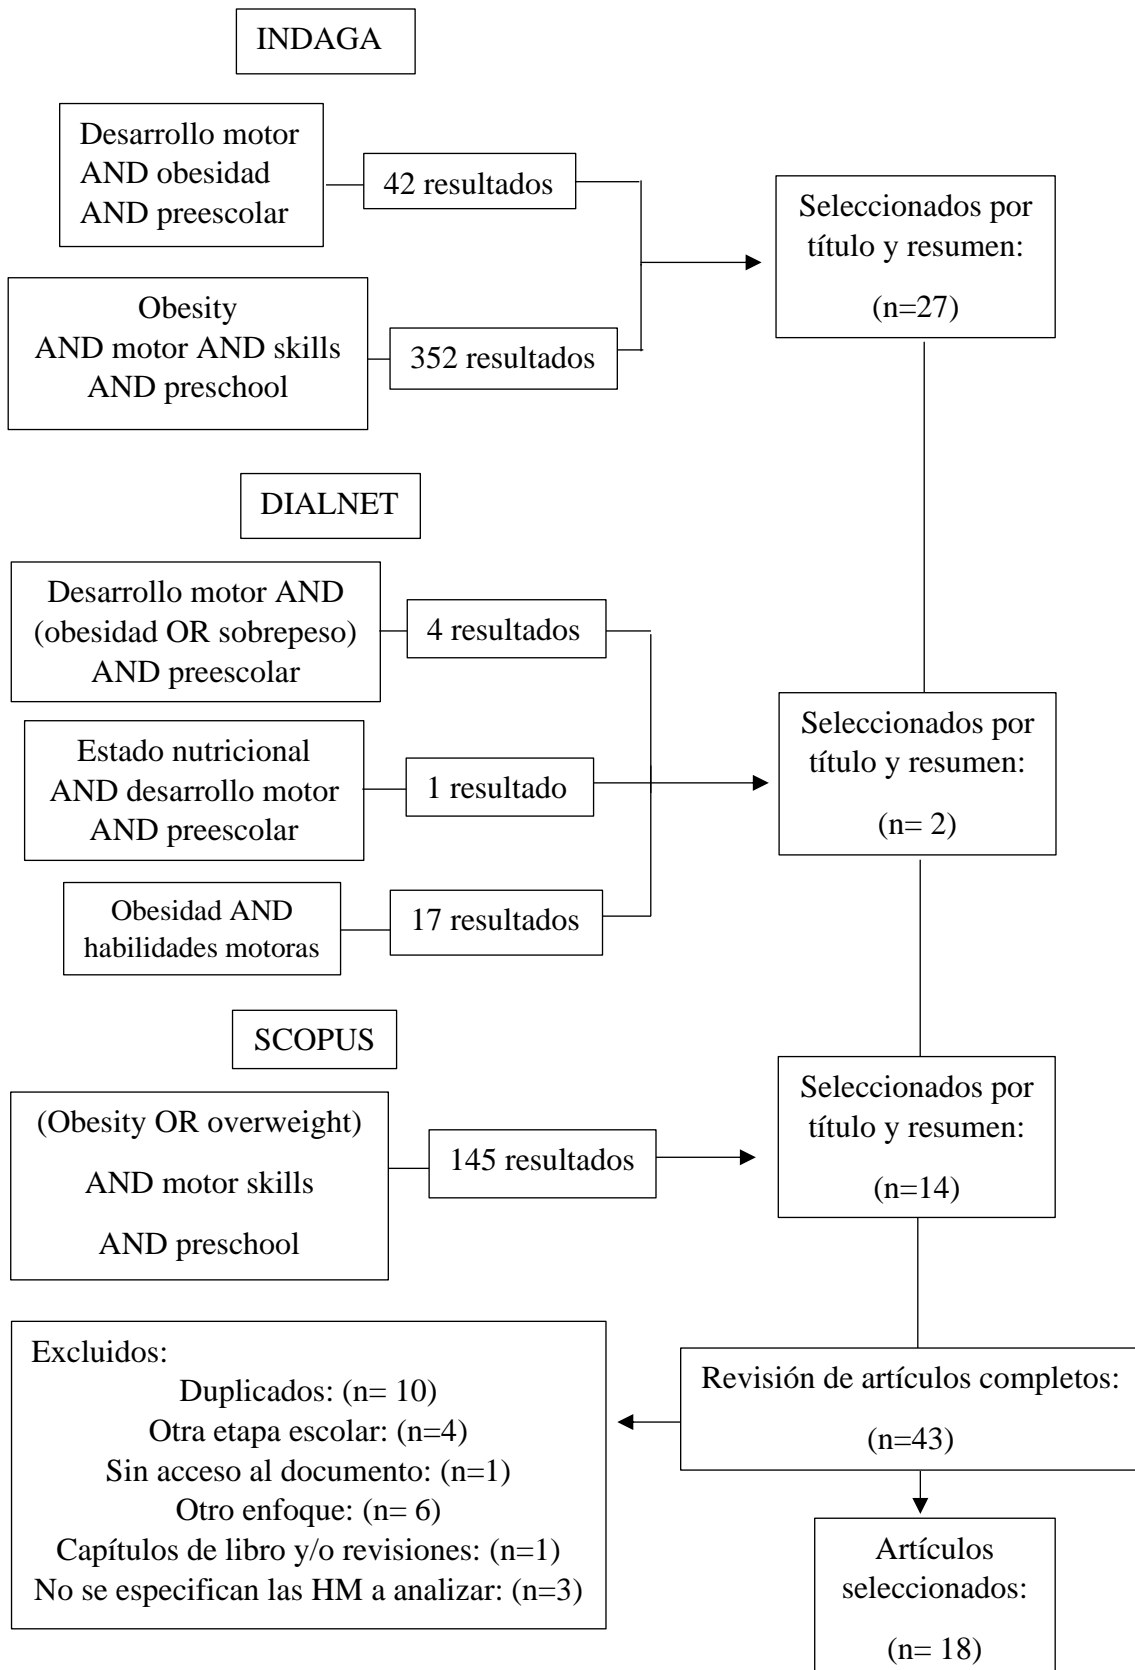 INDAGA
Desarrollo motor
AND obesidad
AND preescolar
42 resultados
Obesity
AND motor AND skills
AND preschool
352 resultados
Seleccionados por
título y resumen:
(n=27)
DIALNET
Desarrollo motor AND
(obesidad OR sobrepeso)
AND preescolar
4 resultados
Estado nutricional
AND desarrollo motor
AND preescolar
1 resultado
Obesidad AND
habilidades motoras
17 resultados
Seleccionados por
título y resumen:
(n= 2)
SCOPUS
(Obesity OR overweight)
AND motor skills
AND preschool
145 resultados
Seleccionados por
título y resumen:
(n=14)
Revisión de artículos completos:
(n=43)
Excluidos:
Duplicados: (n= 10)
Otra etapa escolar: (n=4)
Sin acceso al documento: (n=1)
Otro enfoque: (n= 6)
Capítulos de libro y/o revisiones: (n=1)
No se especifican las HM a analizar: (n=3)
Artículos
seleccionados:
(n= 18)